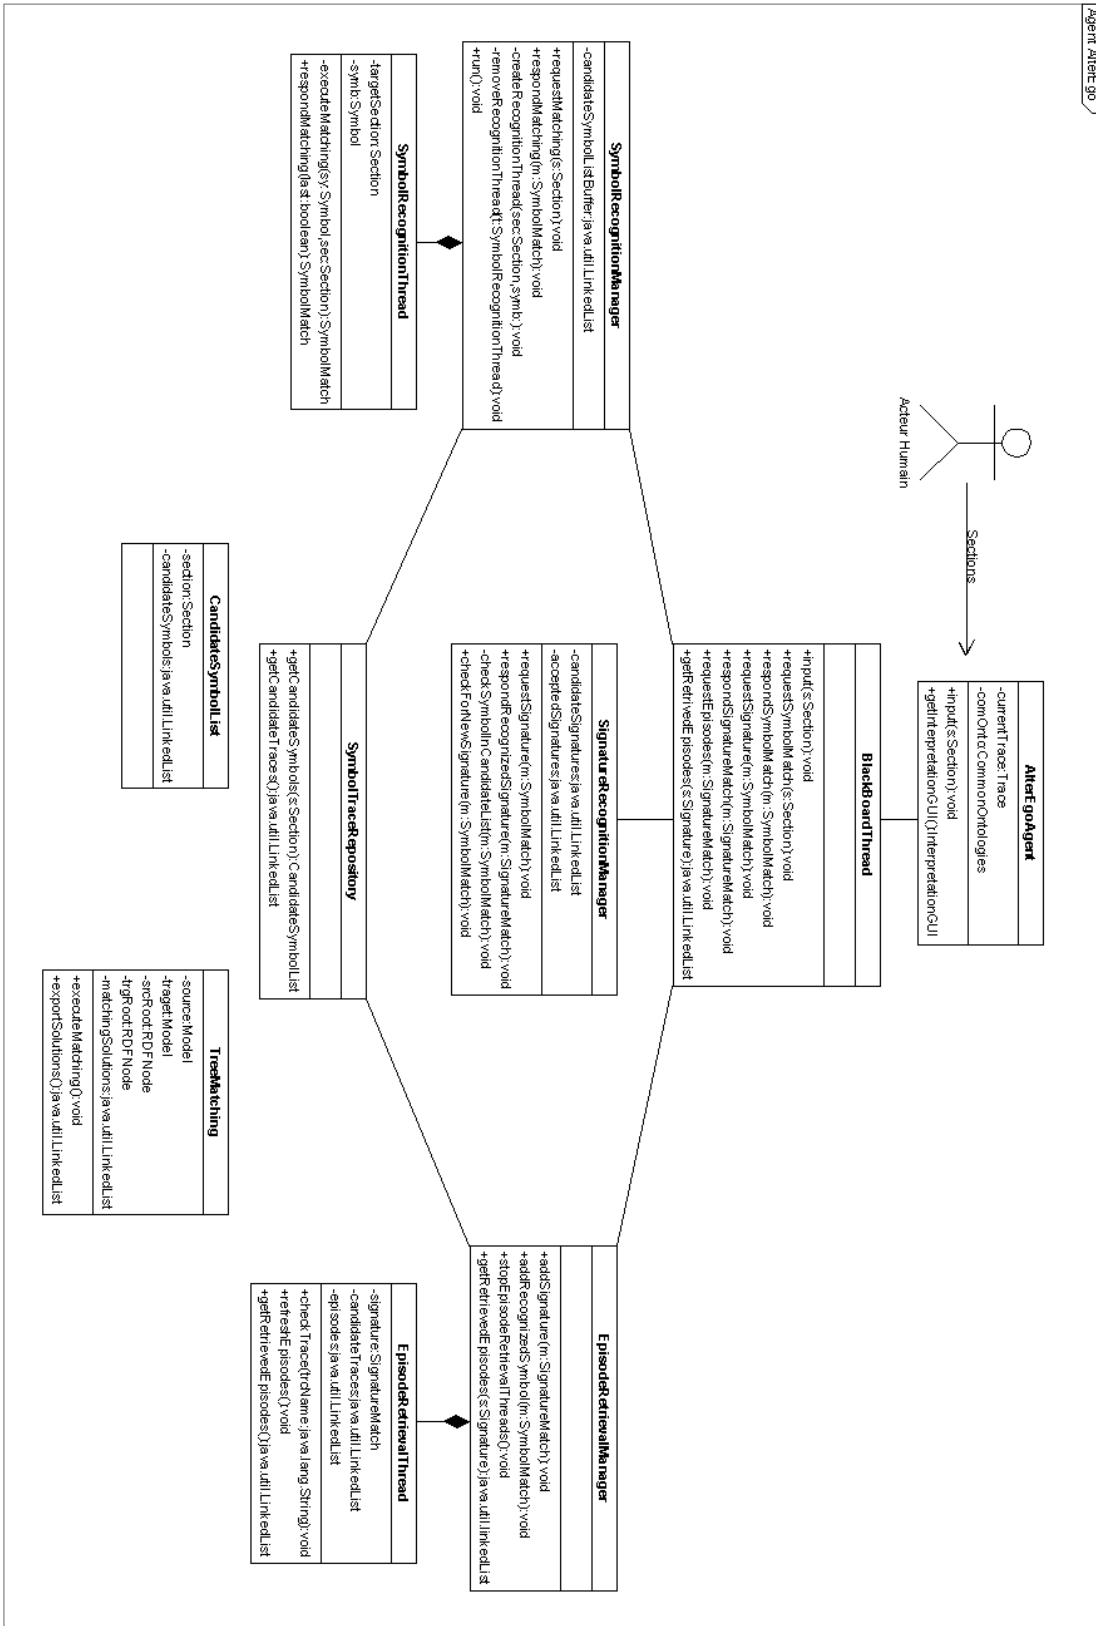 Agent AlterEgo
Acteur Humain
Sections
AlterEgoAgent
-currentTrace:Trace
-comOnto:CommonOntologies
+input(s:Section):void
+getInterpretationGUI():InterpretationGUI
BlackBoardThread
+input(s:Section):void
+requestSymbolMatch(s:Section):void
+respondSymbolMatch(m:SymbolMatch):void
+requestSignature(m:SymbolMatch):void
+respondSignatureMatch(m:SignatureMatch):void
+requestEpisodes(m:SignatureMatch):void
+getRetrivedEpisodes(s:Signature):java.util.LinkedList
SymbolRecognitionManager
-candidateSymbolListBuffer:java.util.LinkedList
+requestMatching(s:Section):void
+respondMatching(m:SymbolMatch):void
-createRecognitionThread(sec:Section,symb:):void
-removeRecognitionThread(t:SymbolRecognitionThread):void
+run():void
SignatureRecognitionManager
-candidateSignatures:java.util.LinkedList
-acceptedSignatures:java.util.LinkedList
+requestSignature(m:SymbolMatch):void
+respondRecognizedSignature(m:SignatureMatch):void
-checkSymbolInCandidateList(m:SymbolMatch):void
+checkForNewSignature(m:SymbolMatch):void
EpisodeRetrievalManager
+addSignature(m:SignatureMatch):void
+addRecognizedSymbol(m:SymbolMatch):void
+stopEpisodeRetrievalThreads():void
+getRetrievedEpisodes(s:Signature):java.util.linkedList
SymbolRecognitionThread
-targetSection:Section
-symb:Symbol
-executeMatching(sy:Symbol,sec:Section):SymbolMatch
+respondMatching(last:boolean):SymbolMatch
SymbolTraceRepository
+getCandidateSymbols(s:Section):CandidateSymbolList
+getCandidateTraces():java.util.LinkedList
EpisodeRetrievalThread
-signature:SignatureMatch
-candidateTraces:java.util.LinkedList
-episodes:java.util.LinkedList
+checkTrace(trcName:java.lang.String):void
+refreshEpisodes():void
+getRetrievedEpisodes():java.util.LinkedList
CandidateSymbolList
-section:Section
-candidateSymbols:java.util.LinkedList
TreeMatching
-source:Model
-traget:Model
-srcRoot:RDFNode
-trgRoot:RDFNode
-matchingSolutions:java.util.LinkedList
+executeMatching():void
+exportSolutions():java.util.LinkedList